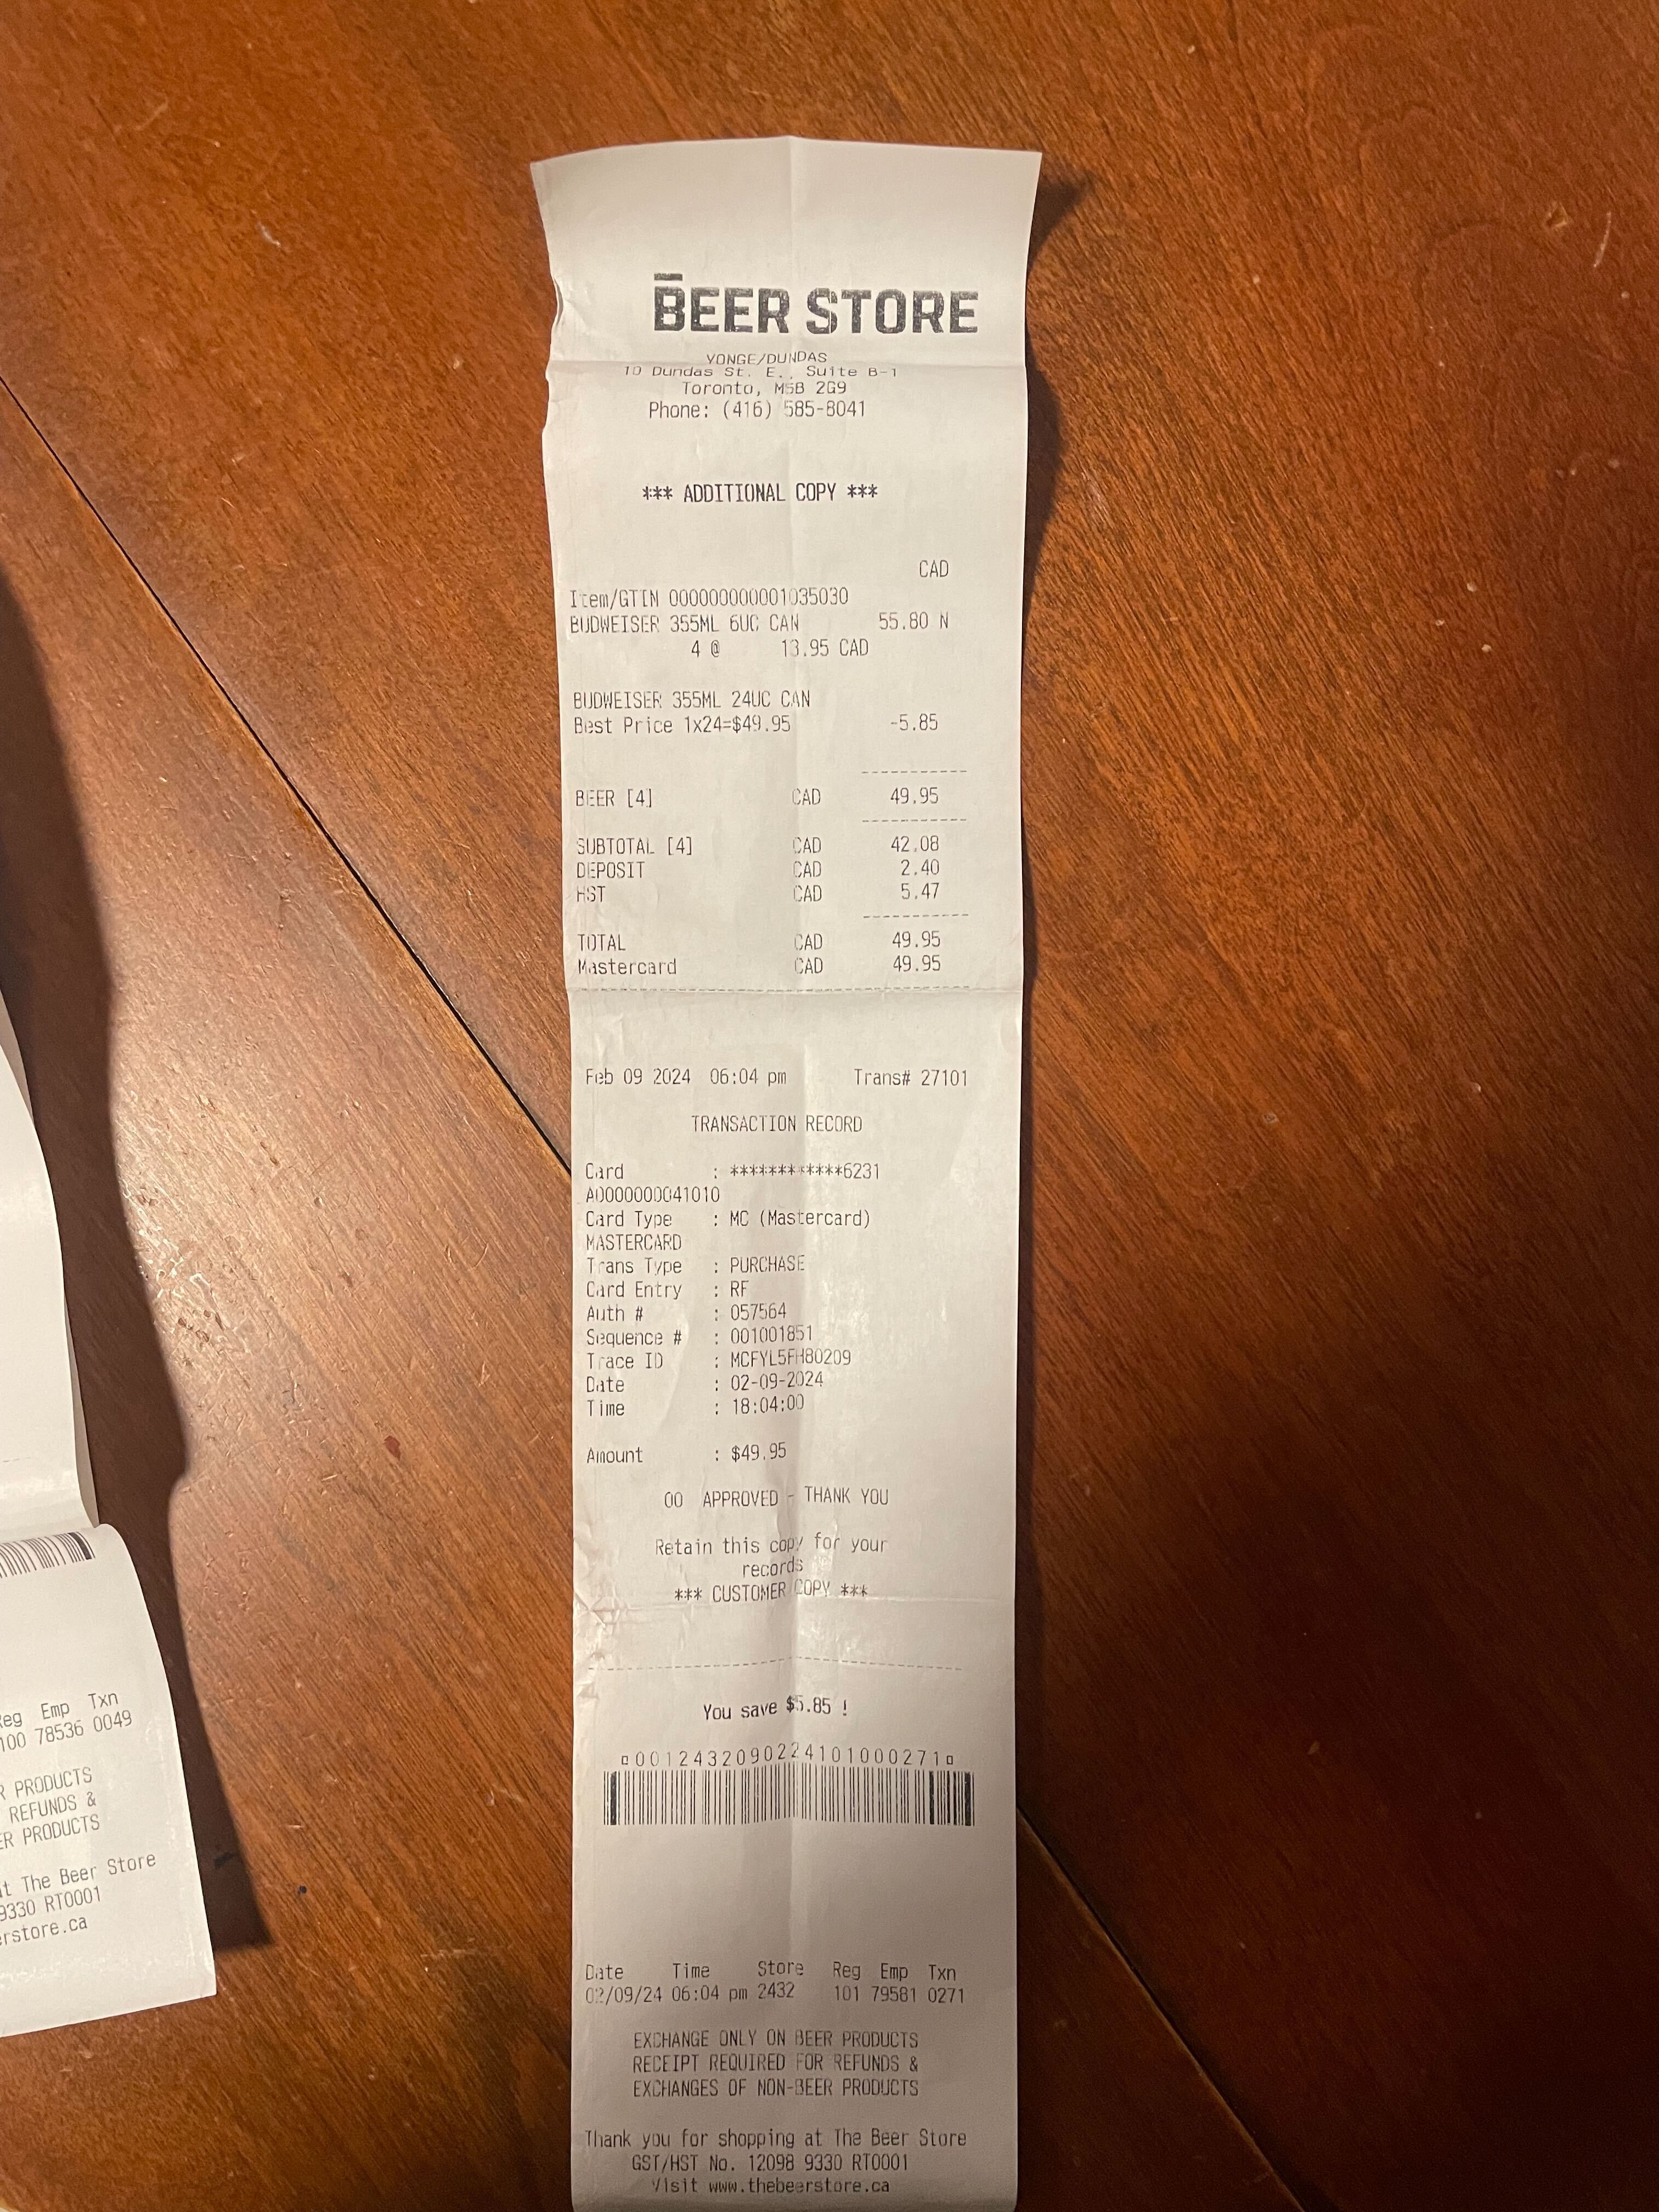 BEER STORE
YONGE/DUNDAS
10 Dundas St. E., Suite B-1
Toronto, M5B 2G9
Phone: (416) 585-8041
*** ADDITIONAL COPY ***
CAD
Item/GTIN 000000000001035030
BUDWEISER 355ML 6UC CAN 55.80 N
4 @ 13.95 CAD
BUDWEISER 355ML 24UC CAN
Best Price 1x24=$49.95 -5.85
BEER [4] CAD 49.95
SUBTOTAL [4] CAD 42.08
DEPOSIT CAD 2.40
HST CAD 5.47
TOTAL CAD 49.95
Mastercard CAD 49.95
Feb 09 2024 06:04 pm Trans# 27101
TRANSACTION RECORD
Card : ************6231
A0000000041010
Card Type : MC (Mastercard)
MASTERCARD
Trans Type : PURCHASE
Card Entry : RF
Auth # : 057564
Sequence # : 001001851
Trace ID : MCFYL5FH80209
Date : 02-09-2024
Time : 18:04:00
Amount : $49.95
00 APPROVED - THANK YOU
Retain this copy for your
records
*** CUSTOMER COPY ***
You save $5.85 !
¤001243209022410100027​1¤
Date Time Store Reg Emp Txn
02/09/24 06:04 pm 2432 101 79581 0271
EXCHANGE ONLY ON BEER PRODUCTS
RECEIPT REQUIRED FOR REFUNDS &
EXCHANGES OF NON-BEER PRODUCTS
Thank you for shopping at The Beer Store
GST/HST No. 12098 9330 RT0001
Visit www.thebeerstore.ca
eg Emp Txn
100 78536 0049
R PRODUCTS
REFUNDS &
ER PRODUCTS
t The Beer Store
9330 RT0001
erstore.ca